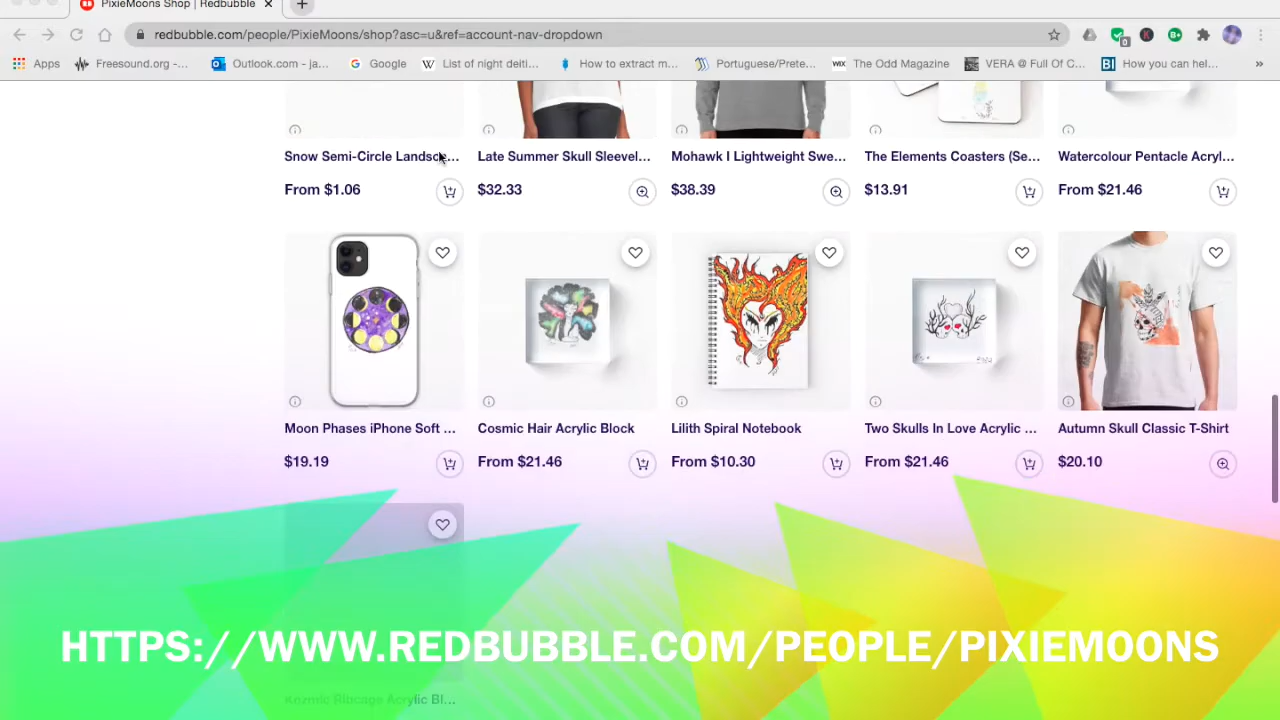 PixieMoons Shop | Redbubble
redbubble.com/people/PixieMoons/shop?asc=u&ref=account-nav-dropdown
Apps Freesound.org -... Outlook.com - ja... Google List of night deiti... How to extract m... Portuguese/Prete... WIX The Odd Magazine VERA @ Full Of C... BI How you can hel... »
Snow Semi-Circle Landsc... Late Summer Skull Sleevel... Mohawk I Lightweight Swe... The Elements Coasters (Se... Watercolour Pentacle Acryl...
From $1.06 $32.33 $38.39 $13.91 From $21.46
Moon Phases iPhone Soft ... Cosmic Hair Acrylic Block Lilith Spiral Notebook Two Skulls In Love Acrylic ... Autumn Skull Classic T-Shirt
$19.19 From $21.46 From $10.30 From $21.46 $20.10
HTTPS://WWW.REDBUBBLE.COM/PEOPLE/PIXIEMOONS
Acrylic Bl...